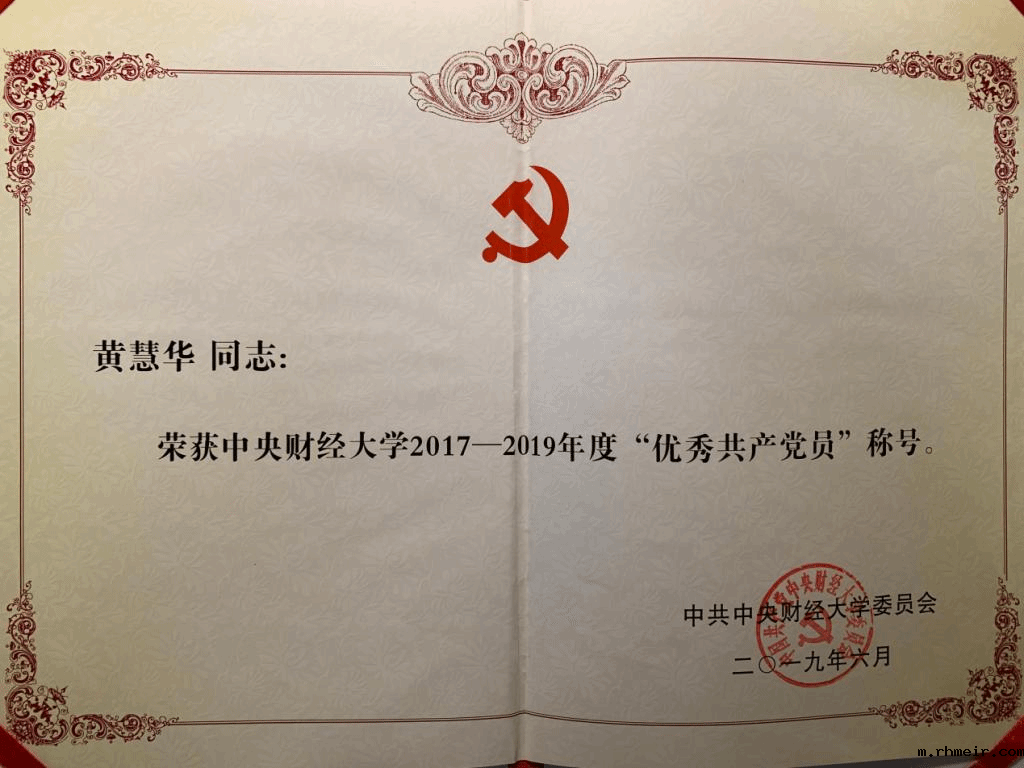 黄慧华 同志:
荣获中央财经大学2017—2019年度“优秀共产党员”称号。
中共中央财经大学委员会
二〇一九年六月
m.rhmeir.com